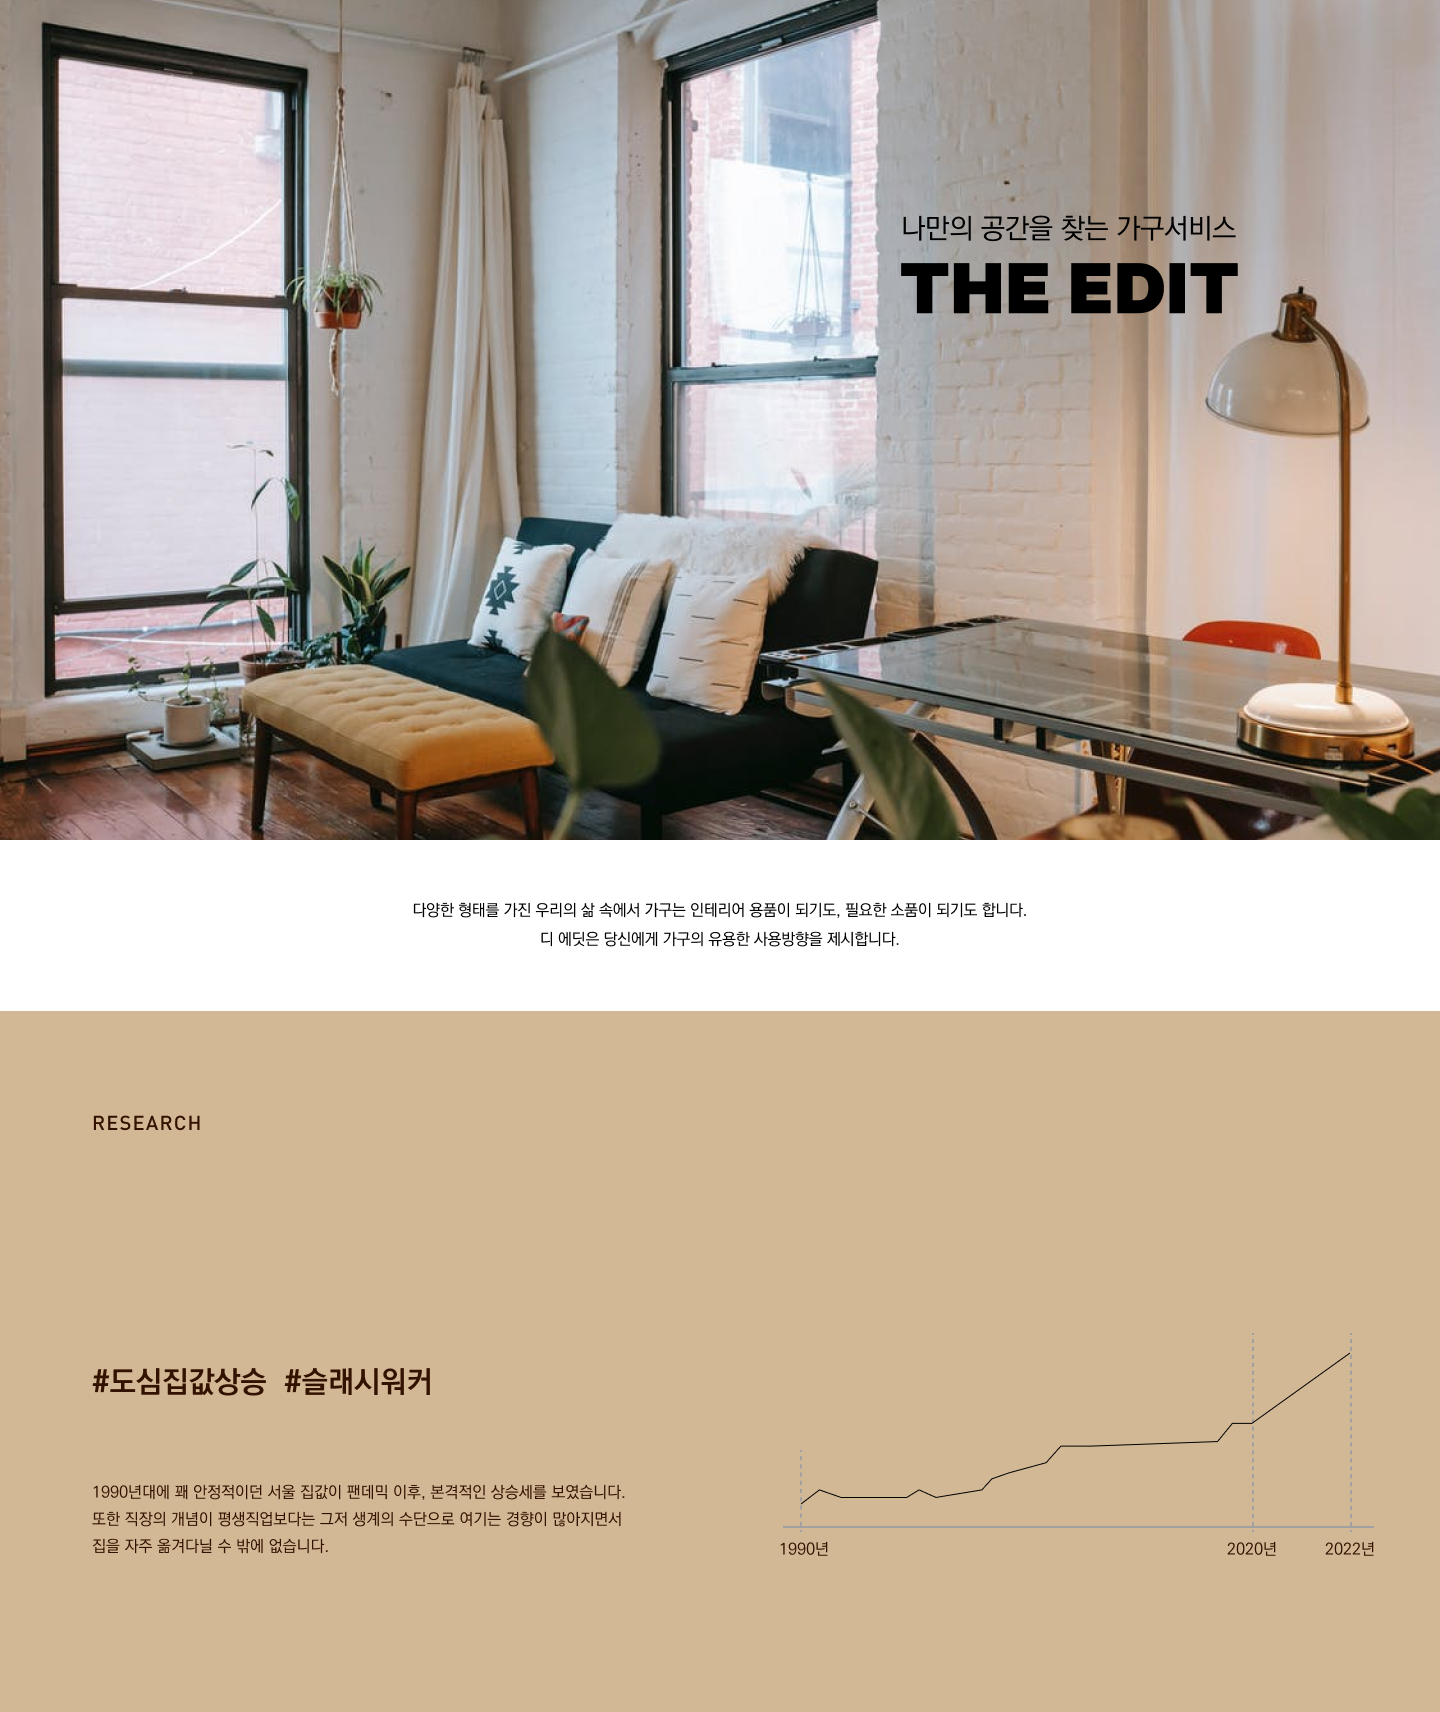 나만의 공간을 찾는 가구서비스
THE EDIT
다양한 형태를 가진 우리의 삶 속에서 가구는 인테리어 용품이 되기도, 필요한 소품이 되기도 합니다.
디 에딧은 당신에게 가구의 유용한 사용방향을 제시합니다.
RESEARCH
#도심집값상승 #슬래시워커
1990년대에 꽤 안정적이던 서울 집값이 팬데믹 이후, 본격적인 상승세를 보였습니다.
또한 직장의 개념이 평생직업보다는 그저 생계의 수단으로 여기는 경향이 많아지면서
집을 자주 옮겨다닐 수 밖에 없습니다.
1990년 2020년 2022년